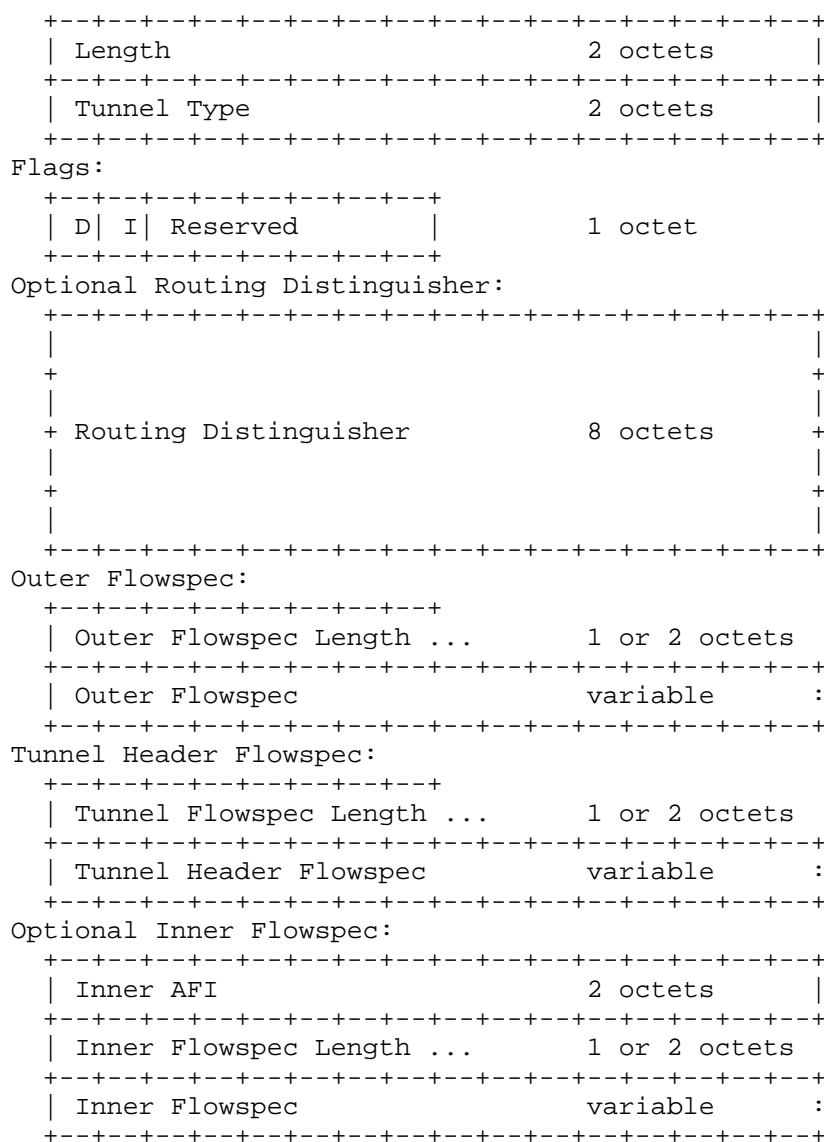 +--+--+--+--+--+--+--+--+--+--+--+--+--+--+--+--+
| Length                          2 octets      |
+--+--+--+--+--+--+--+--+--+--+--+--+--+--+--+--+
| Tunnel Type                     2 octets      |
+--+--+--+--+--+--+--+--+--+--+--+--+--+--+--+--+
Flags:
+--+--+--+--+--+--+--+--+
| D| I| Reserved        |         1 octet
+--+--+--+--+--+--+--+--+
Optional Routing Distinguisher:
+--+--+--+--+--+--+--+--+--+--+--+--+--+--+--+--+
|                                               |
+                                               +
|                                               |
+ Routing Distinguisher           8 octets      +
|                                               |
+                                               +
|                                               |
+--+--+--+--+--+--+--+--+--+--+--+--+--+--+--+--+
Outer Flowspec:
+--+--+--+--+--+--+--+--+
| Outer Flowspec Length ...       1 or 2 octets
+--+--+--+--+--+--+--+--+--+--+--+--+--+--+--+--+
| Outer Flowspec                  variable      :
+--+--+--+--+--+--+--+--+--+--+--+--+--+--+--+--+
Tunnel Header Flowspec:
+--+--+--+--+--+--+--+--+
| Tunnel Flowspec Length ...      1 or 2 octets
+--+--+--+--+--+--+--+--+--+--+--+--+--+--+--+--+
| Tunnel Header Flowspec          variable      :
+--+--+--+--+--+--+--+--+--+--+--+--+--+--+--+--+
Optional Inner Flowspec:
+--+--+--+--+--+--+--+--+--+--+--+--+--+--+--+--+
| Inner AFI                       2 octets      |
+--+--+--+--+--+--+--+--+--+--+--+--+--+--+--+--+
| Inner Flowspec Length ...       1 or 2 octets
+--+--+--+--+--+--+--+--+--+--+--+--+--+--+--+--+
| Inner Flowspec                  variable      :
+--+--+--+--+--+--+--+--+--+--+--+--+--+--+--+--+